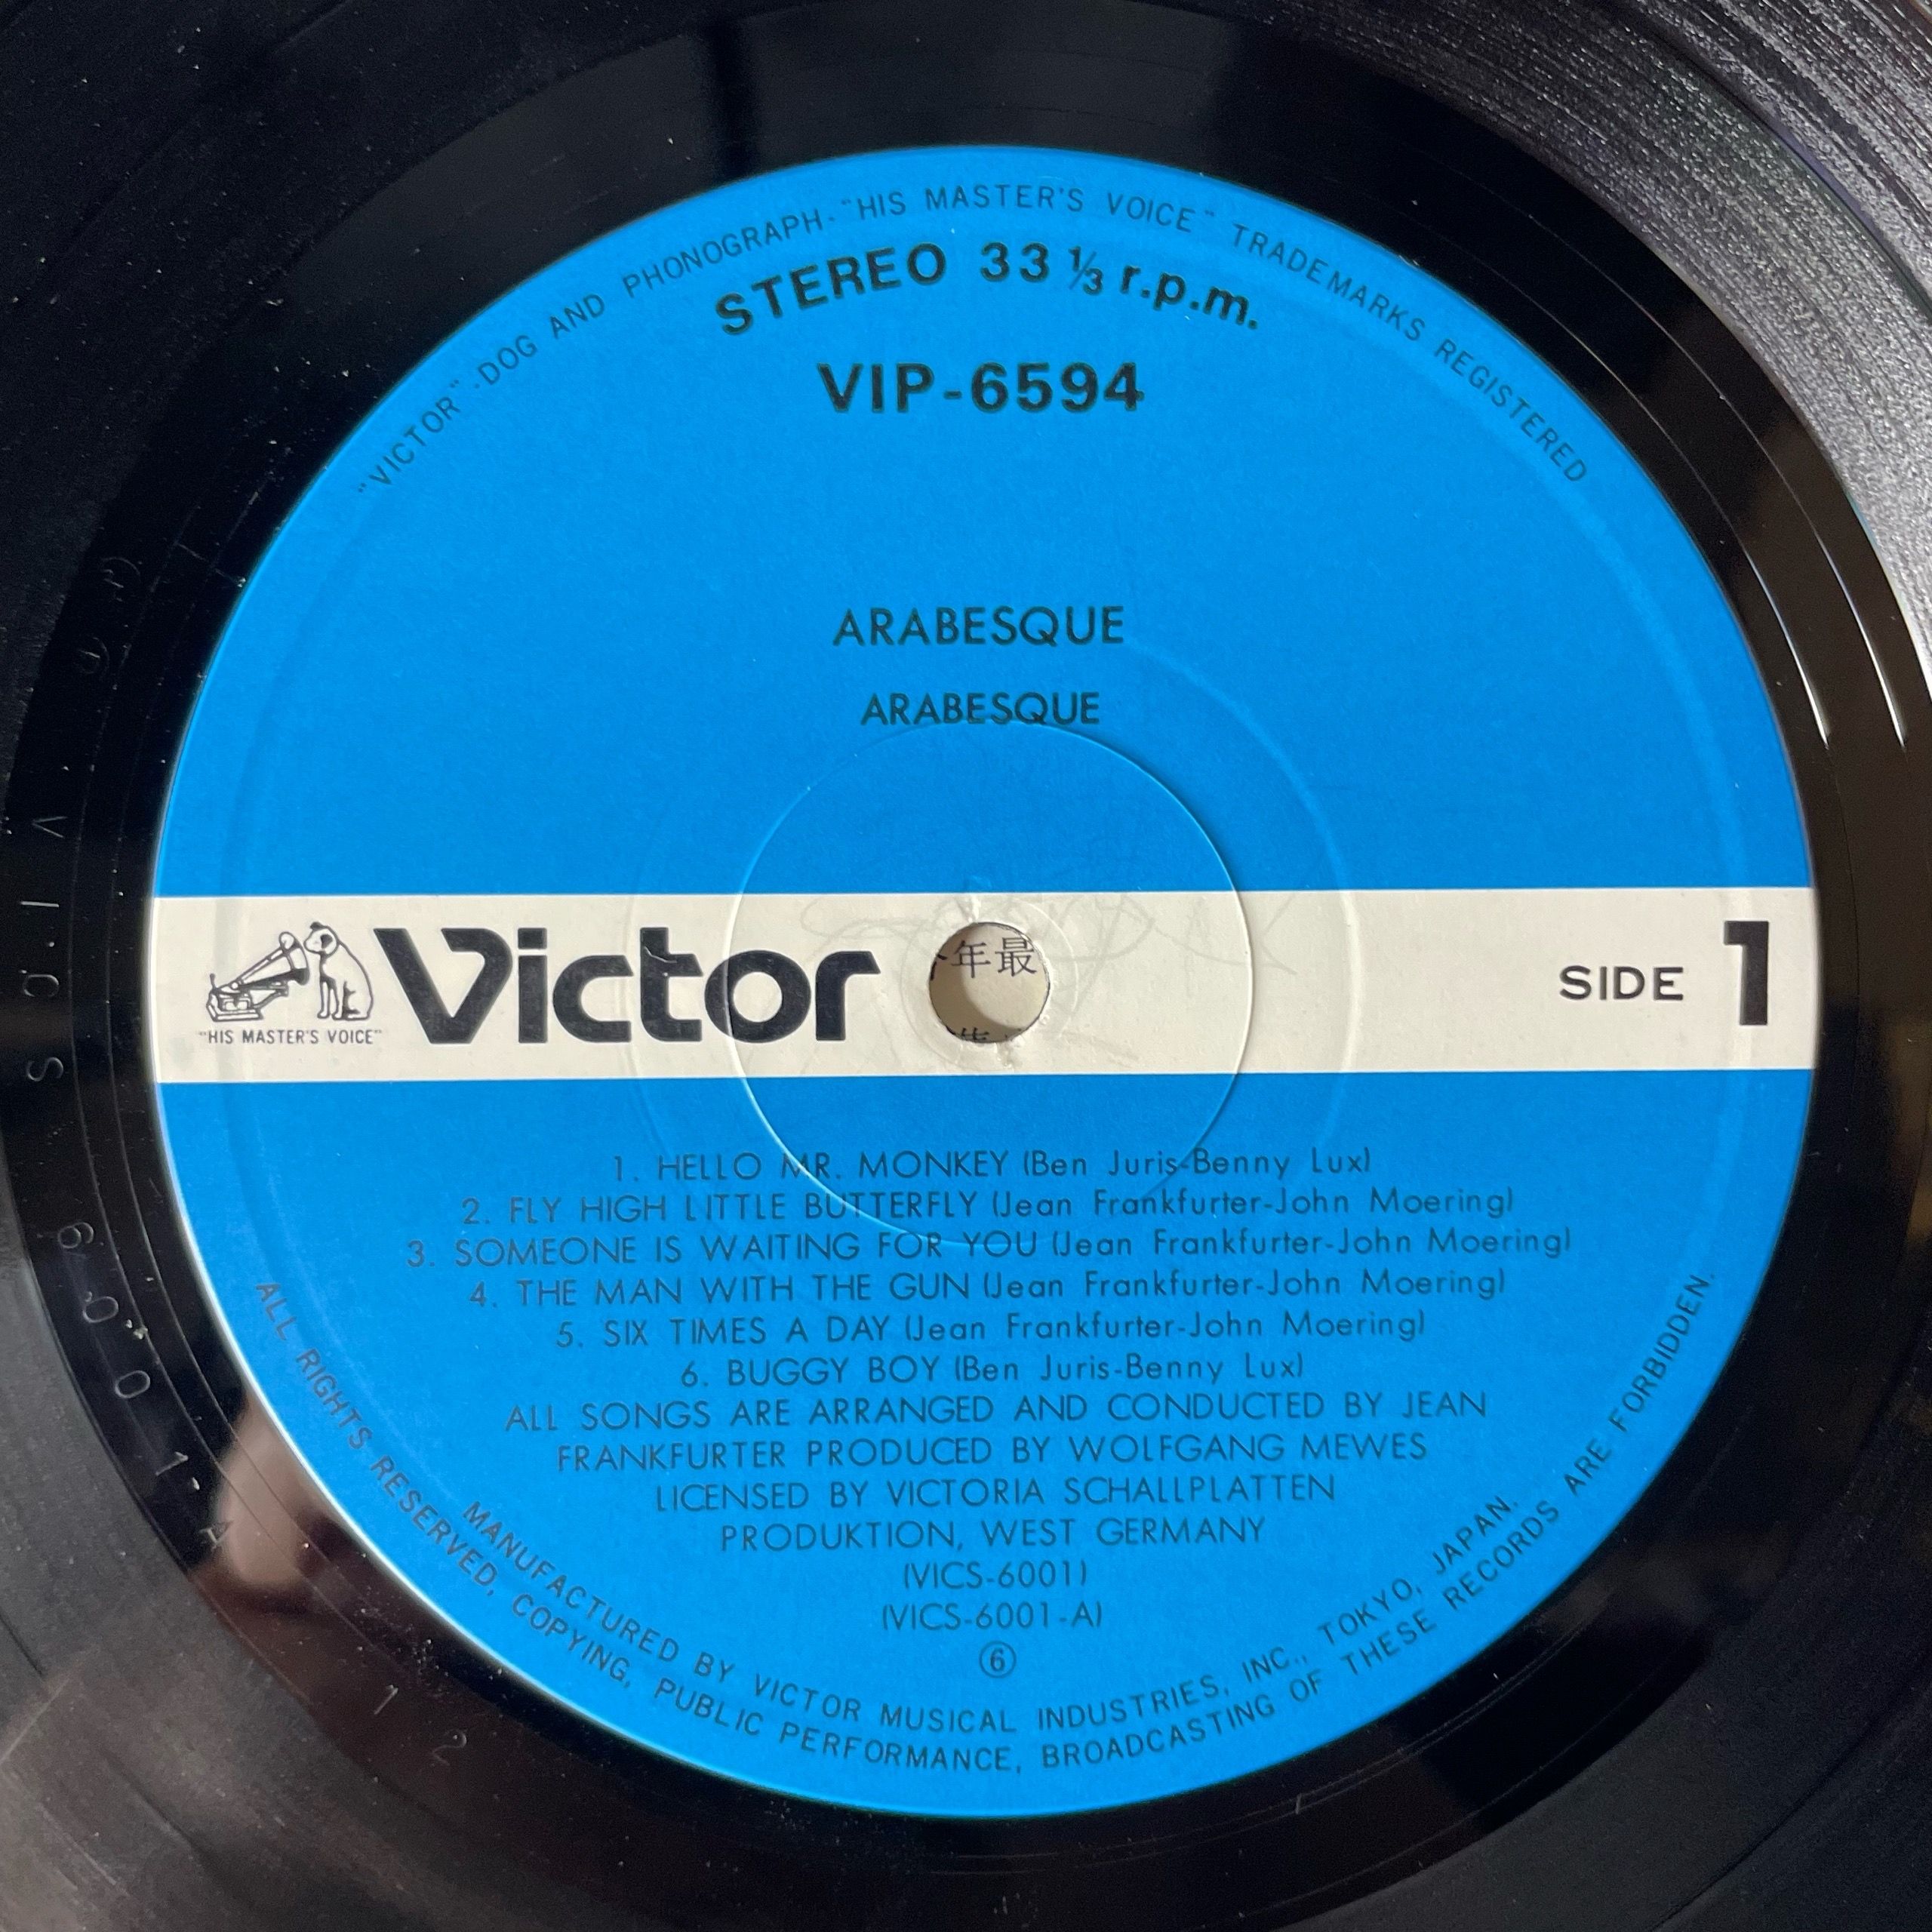 "VICTOR"·DOG AND PHONOGRAPH·"HIS MASTER'S VOICE" TRADEMARKS REGISTERED
STEREO 33 ⅓ r.p.m.
VIP-6594
ARABESQUE
ARABESQUE
"HIS MASTER'S VOICE"
Victor
年最
SIDE 1
1. HELLO MR. MONKEY (Ben Juris-Benny Lux)
2. FLY HIGH LITTLE BUTTERFLY (Jean Frankfurter-John Moering)
3. SOMEONE IS WAITING FOR YOU (Jean Frankfurter-John Moering)
4. THE MAN WITH THE GUN (Jean Frankfurter-John Moering)
5. SIX TIMES A DAY (Jean Frankfurter-John Moering)
6. BUGGY BOY (Ben Juris-Benny Lux)
ALL SONGS ARE ARRANGED AND CONDUCTED BY JEAN
FRANKFURTER PRODUCED BY WOLFGANG MEWES
LICENSED BY VICTORIA SCHALLPLATTEN
PRODUKTION, WEST GERMANY
(VICS-6001)
(VICS-6001-A)
⑥
MANUFACTURED BY VICTOR MUSICAL INDUSTRIES, INC., TOKYO, JAPAN.
ALL RIGHTS RESERVED, COPYING, PUBLIC PERFORMANCE, BROADCASTING OF THESE RECORDS ARE FORBIDDEN.
VICS 6001 A
12